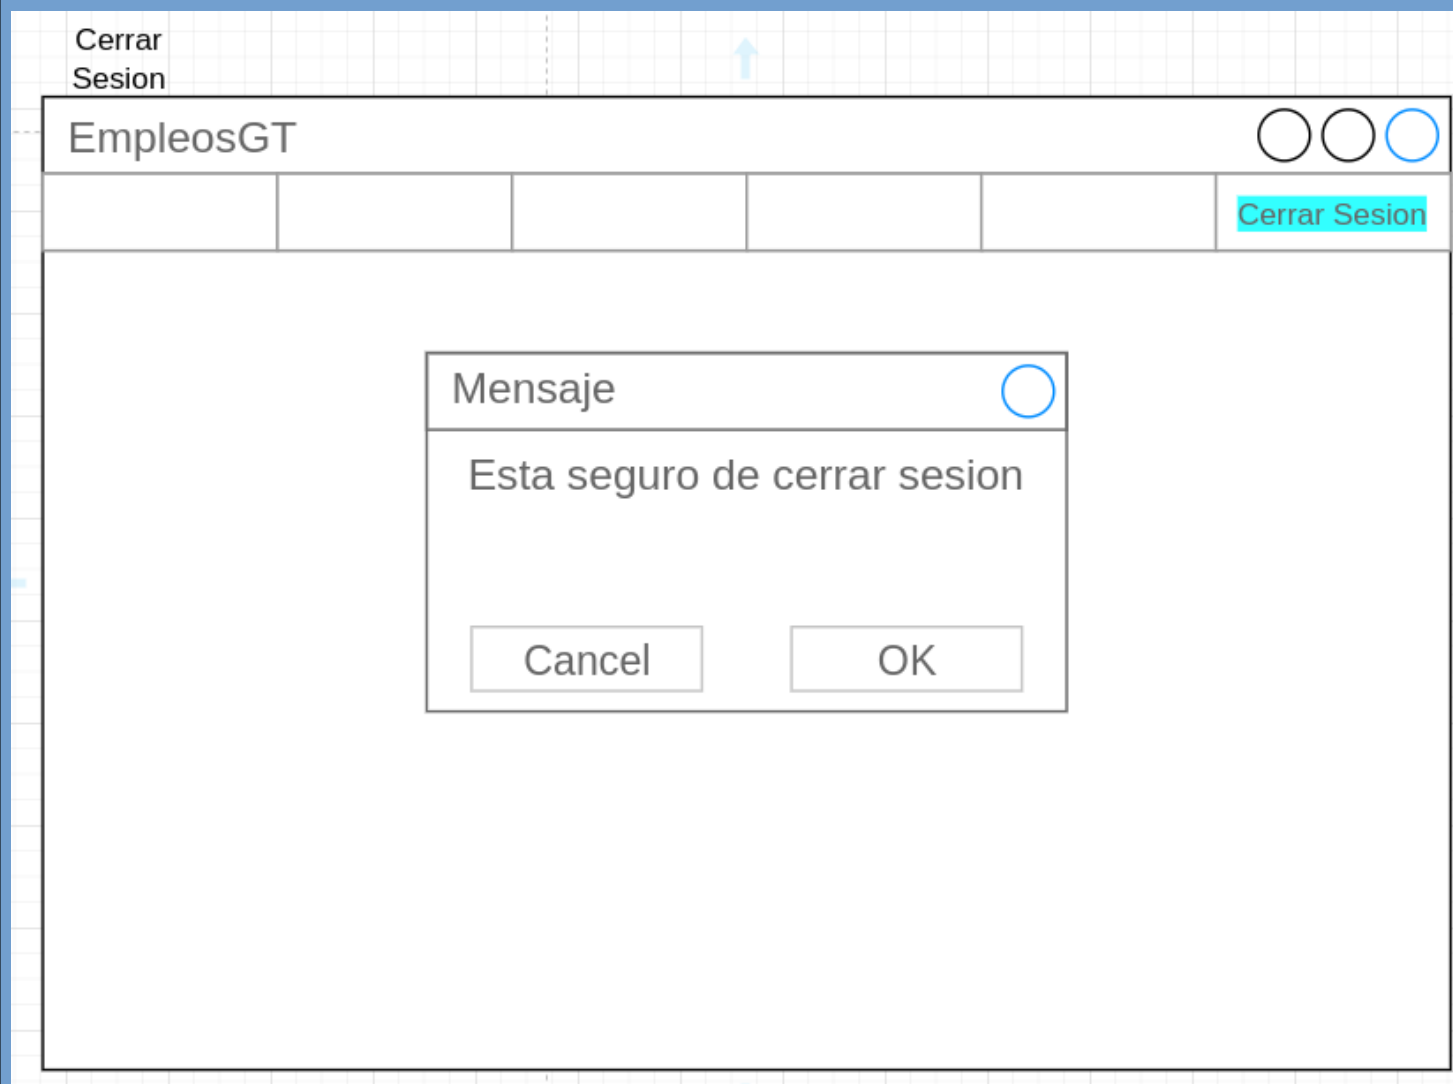 Cerrar
Sesion
EmpleosGT
Cerrar Sesion
Mensaje
Esta seguro de cerrar sesion
Cancel
OK